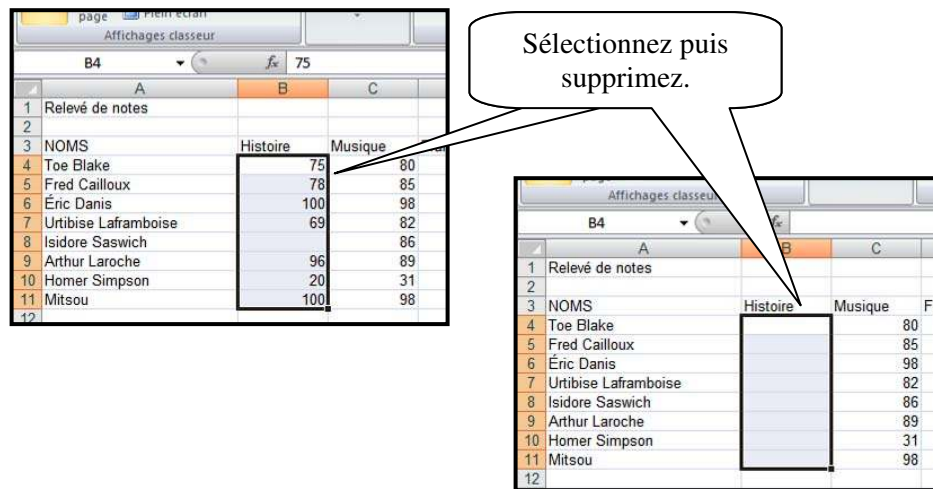 page Plein écran
Affichages classeur
B4 fx 75
A B C
1 Relevé de notes
2
3 NOMS Histoire Musique
4 Toe Blake 75 80
5 Fred Cailloux 78 85
6 Éric Danis 100 98
7 Urtibise Laframboise 69 82
8 Isidore Saswich 86
9 Arthur Laroche 96 89
10 Homer Simpson 20 31
11 Mitsou 100 98
12
Sélectionnez puis
supprimez.
Affichages classeur
B4 fx
A B C
1 Relevé de notes
2
3 NOMS Histoire Musique F
4 Toe Blake 80
5 Fred Cailloux 85
6 Éric Danis 98
7 Urtibise Laframboise 82
8 Isidore Saswich 86
9 Arthur Laroche 89
10 Homer Simpson 31
11 Mitsou 98
12